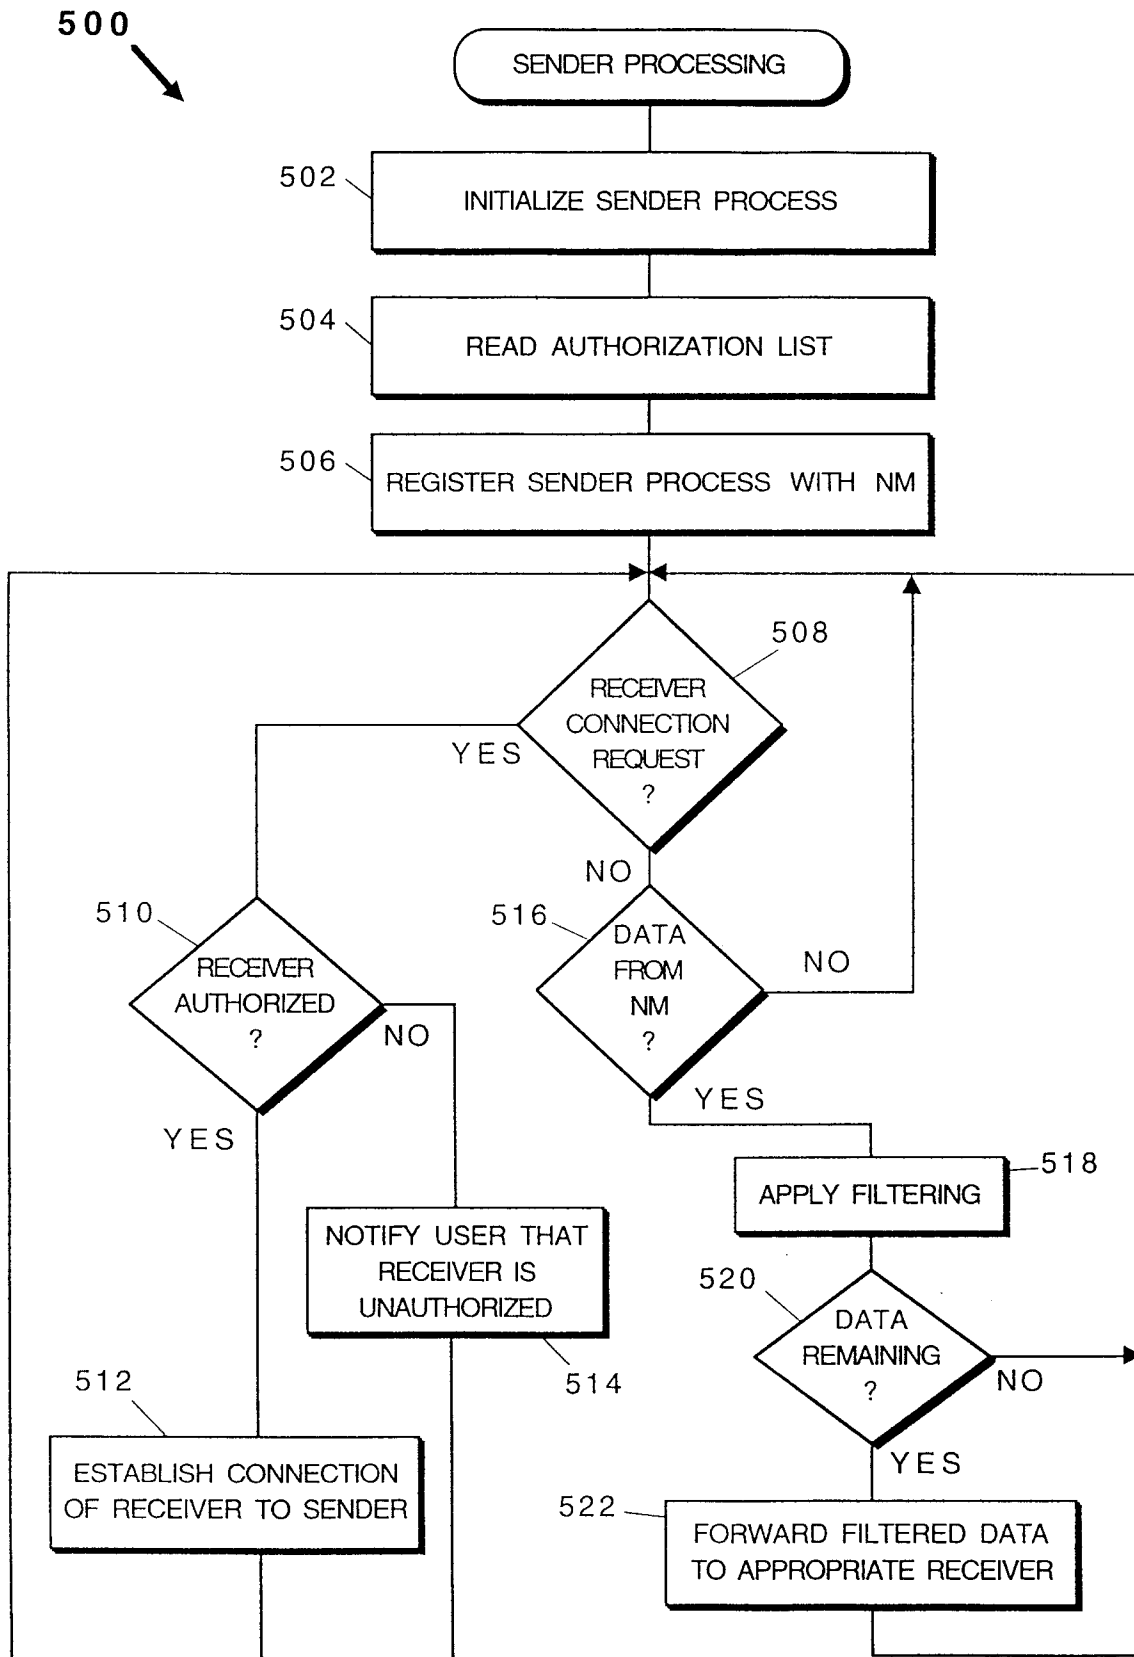 500
SENDER PROCESSING
502
INITIALIZE SENDER PROCESS
504
READ AUTHORIZATION LIST
506
REGISTER SENDER PROCESS WITH NM
508
RECEIVER
CONNECTION
REQUEST
?
YES
NO
510
RECEIVER
AUTHORIZED
?
NO
YES
516
DATA
FROM
NM
?
NO
YES
518
APPLY FILTERING
NOTIFY USER THAT
RECEIVER IS
UNAUTHORIZED
514
520
DATA
REMAINING
?
NO
YES
512
ESTABLISH CONNECTION
OF RECEIVER TO SENDER
522
FORWARD FILTERED DATA
TO APPROPRIATE RECEIVER